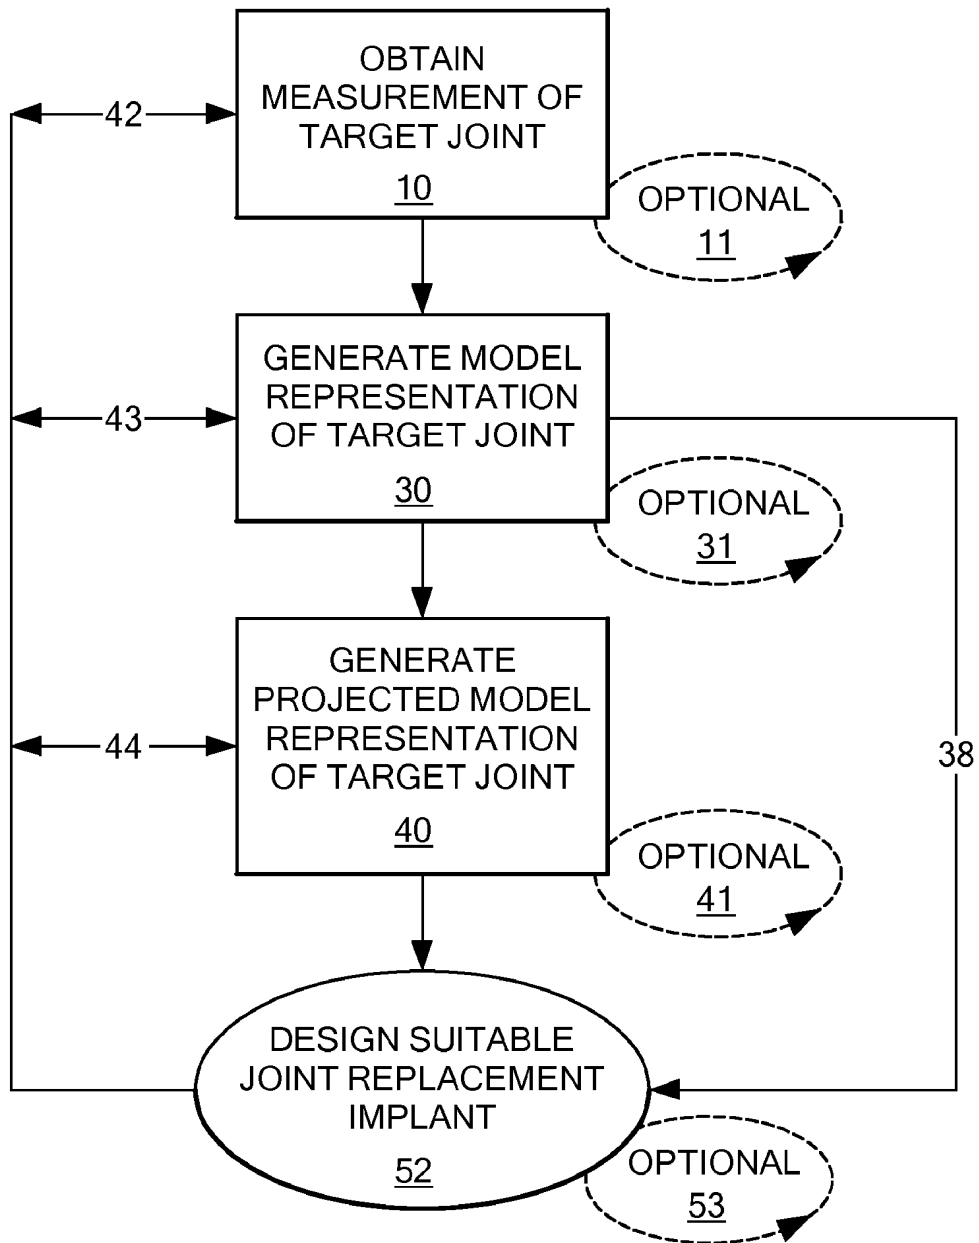 OBTAIN
MEASUREMENT OF
TARGET JOINT
10
42
OPTIONAL
11
GENERATE MODEL
REPRESENTATION
OF TARGET JOINT
30
43
OPTIONAL
31
GENERATE
PROJECTED MODEL
REPRESENTATION
OF TARGET JOINT
40
44
38
OPTIONAL
41
DESIGN SUITABLE
JOINT REPLACEMENT
IMPLANT
52
OPTIONAL
53